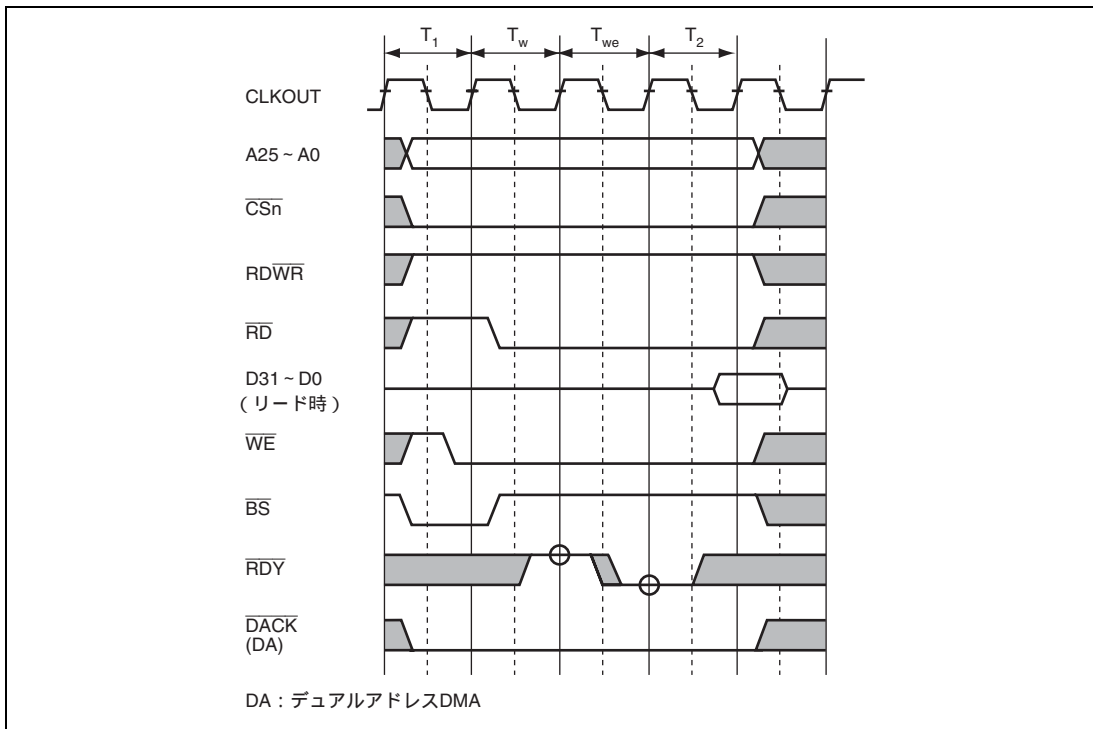 T1 Tw Twe T2
CLKOUT
A25 ~ A0
CSn
RDWR
RD
D31 ~ D0
（リード時）
WE
BS
RDY
DACK
(DA)
DA：デュアルアドレスDMA